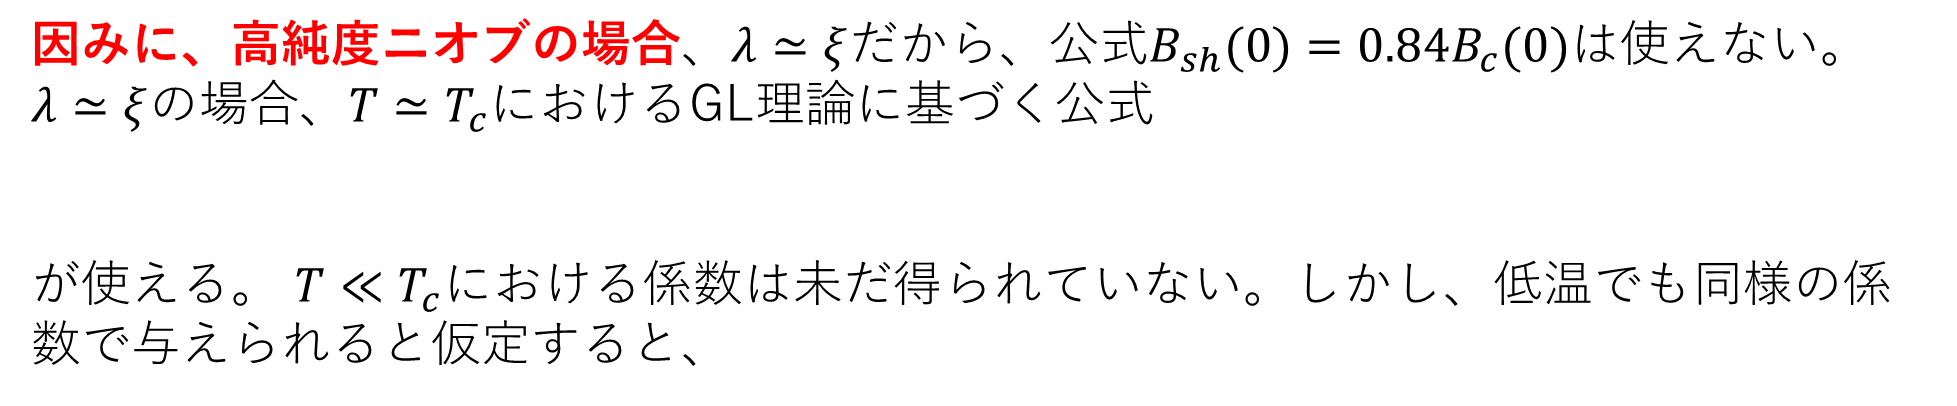 因みに、高純度ニオブの場合、λ ≃ ξだから、公式B_sh(0) = 0.84B_c(0)は使えない。
λ ≃ ξの場合、T ≃ T_cにおけるGL理論に基づく公式
が使える。 T ≪ T_cにおける係数は未だ得られていない。しかし、低温でも同様の係
数で与えられると仮定すると、